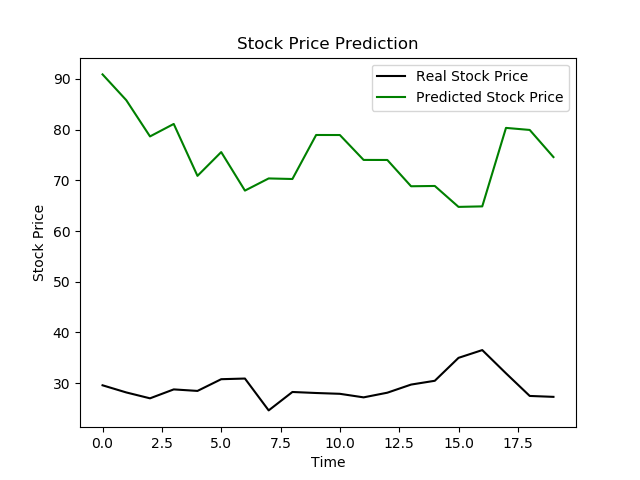 Stock Price Prediction
Real Stock Price
Predicted Stock Price
90
80
70
60
50
40
30
Stock Price
0.0 2.5 5.0 7.5 10.0 12.5 15.0 17.5
Time